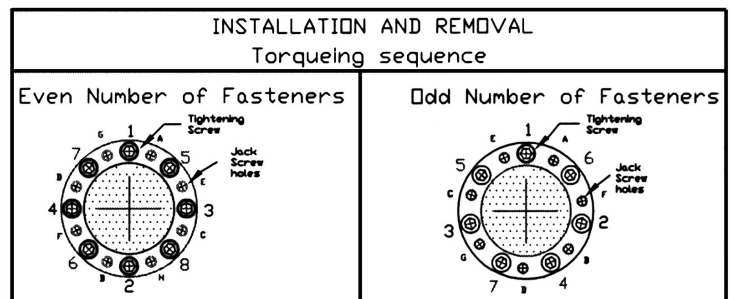 INSTALLATION AND REMOVAL
Torqueing sequence
Even Number of Fasteners
Tightening
Screw
Jack
Screw
holes
G 1 A
7 5
D E
4 3
F C
6 8
B 2 H
Odd Number of Fasteners
Tightening
Screw
Jack
Screw
holes
E 1 A
5 6
C F
3 2
G D
7 B 4